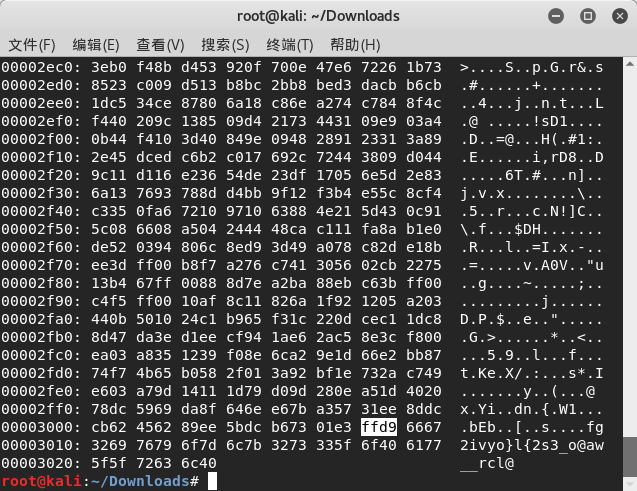 root@kali: ~/Downloads
文件(F) 编辑(E) 查看(V) 搜索(S) 终端(T) 帮助(H)
00002ec0: 3eb0 f48b d453 920f 700e 47e6 7226 1b73 >....S..p.G.r&.s
00002ed0: 8523 c009 d513 b8bc 2bb8 bed3 dacb b6cb .#......+.......
00002ee0: 1dc5 34ce 8780 6a18 c86e a274 c784 8f4c ..4...j..n.t...L
00002ef0: f440 209c 1385 09d4 2173 4431 09e9 03a4 .@ .....!sD1....
00002f00: 0b44 f410 3d40 849e 0948 2891 2331 3a89 .D..=@...H(.#1:.
00002f10: 2e45 dced c6b2 c017 692c 7244 3809 d044 .E......i,rD8..D
00002f20: 9c11 d116 e236 54de 23df 1705 6e5d 2e83 .....6T.#...n]..
00002f30: 6a13 7693 788d d4bb 9f12 f3b4 e55c 8cf4 j.v.x........\..
00002f40: c335 0fa6 7210 9710 6388 4e21 5d43 0c91 .5..r...c.N!]C..
00002f50: 5c08 6608 a504 2444 48ca c111 fa8a b1e0 \.f...$DH.......
00002f60: de52 0394 806c 8ed9 3d49 a078 c82d e18b .R...l..=I.x.-..
00002f70: ee3d ff00 b8f7 a276 c741 3056 02cb 2275 .=.....v.A0V.."u
00002f80: 13b4 67ff 0088 8d7e a2ba 88eb c63b ff00 ..g....~.....;..
00002f90: c4f5 ff00 10af 8c11 826a 1f92 1205 a203 .........j......
00002fa0: 440b 5010 24c1 b965 f31c 220d cec1 1dc8 D.P.$..e..".....
00002fb0: 8d47 da3e d1ee cf94 1ae6 2ac5 8e3c f800 .G.>......*..<..
00002fc0: ea03 a835 1239 f08e 6ca2 9e1d 66e2 bb87 ...5.9..l...f...
00002fd0: 74f7 4b65 b058 2f01 3a92 bf1e 732a c749 t.Ke.X/.:...s*.I
00002fe0: e603 a79d 1411 1d79 d09d 280e a51d 4020 .......y..(...@
00002ff0: 78dc 5969 da8f 646e e67b a357 31ee 8ddc x.Yi..dn.{.W1...
00003000: cb62 4562 89ee 5bdc b673 01e3 ffd9 6667 .bEb..[..s....fg
00003010: 3269 7679 6f7d 6c7b 3273 335f 6f40 6177 2ivyo}l{2s3_o@aw
00003020: 5f5f 7263 6c40 __rcl@
root@kali:~/Downloads#